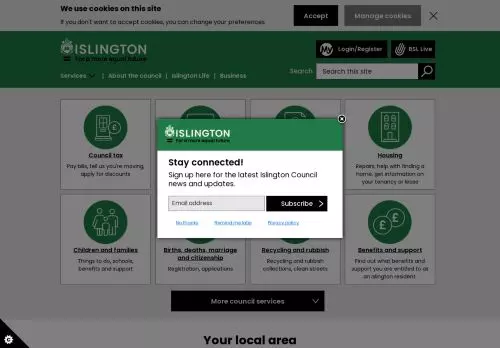 We use cookies on this site
If you don't want to accept cookies, you can change your preferences.
Accept
Manage cookies
ISLINGTON
For a more equal future
Login/Register
BSL Live
Services | About the council | Islington Life | Business
Search
Search this site
Council tax
Pay bills, tell us you're moving, apply for discounts
Housing
Repairs, help with finding a home, get information on your tenancy or lease
ISLINGTON
For a more equal future
Stay connected!
Sign up here for the latest Islington Council
news and updates.
Email address
Subscribe
No thanks
Remind me later
Privacy policy
Children and families
Things to do, schools,
benefits and support
Births, deaths, marriage
and citizenship
Registration, applications
Recycling and rubbish
Recycling and rubbish
collections, clean streets
Benefits and support
Find out what benefits and
support you are entitled to as
an Islington resident
More council services
Your local area